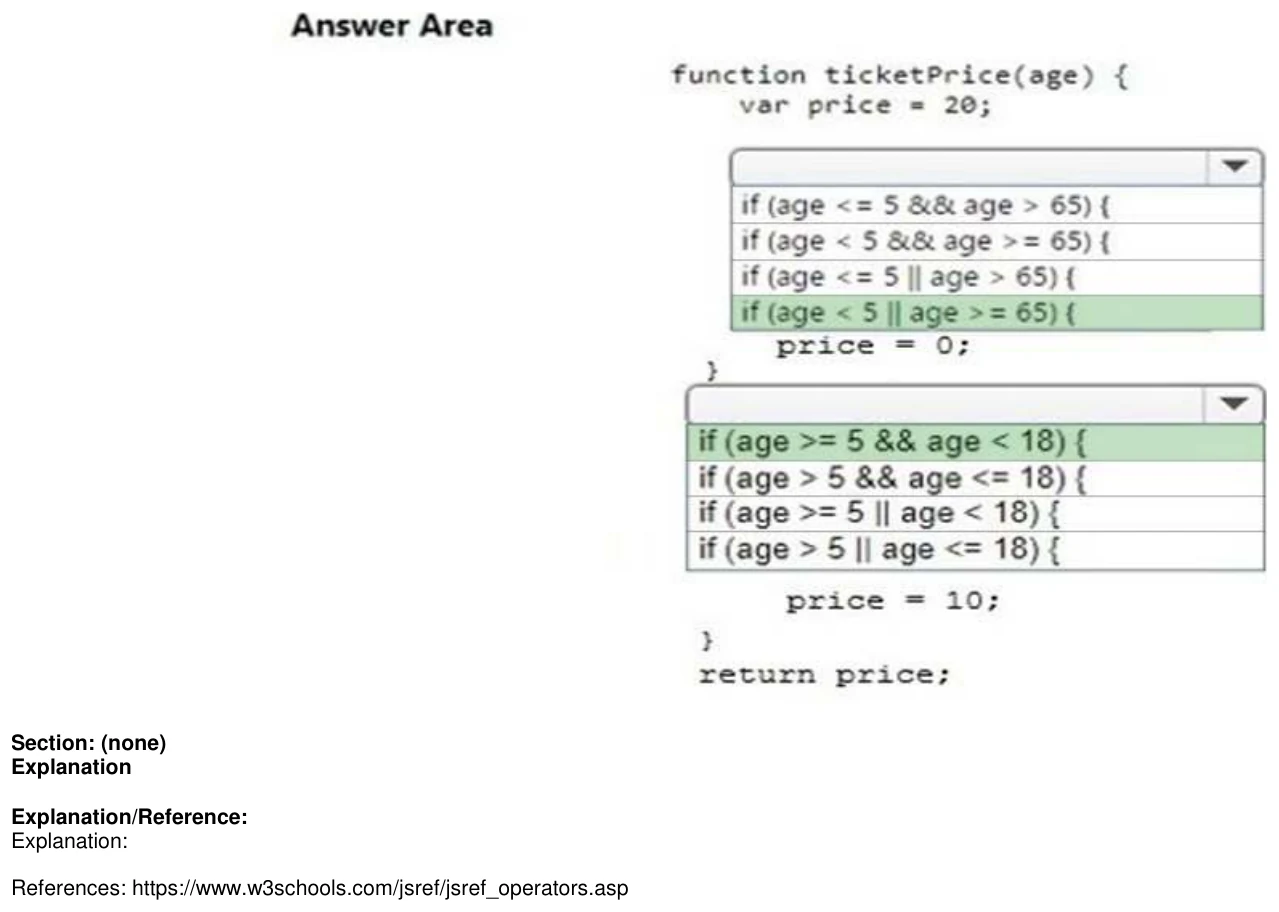 Answer Area
function ticketPrice(age) {
var price = 20;
if (age <= 5 && age > 65) {
if (age < 5 && age >= 65) {
if (age <= 5 || age > 65) {
if (age < 5 || age >= 65) {
price = 0;
}
if (age >= 5 && age < 18) {
if (age > 5 && age <= 18) {
if (age >= 5 || age < 18) {
if (age > 5 || age <= 18) {
price = 10;
}
return price;
Section: (none)
Explanation
Explanation/Reference:
Explanation:
References: https://www.w3schools.com/jsref/jsref_operators.asp